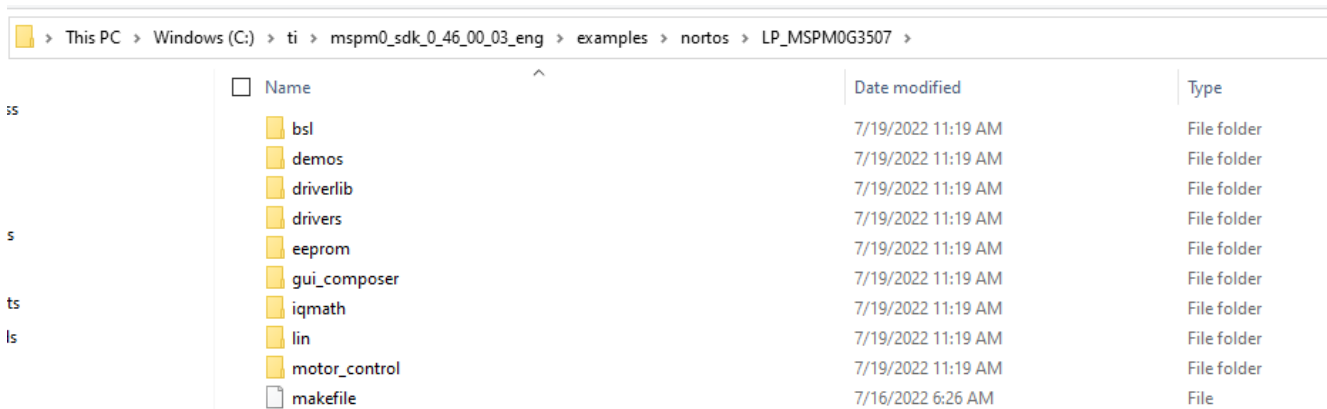 This PC > Windows (C:) > ti > mspm0_sdk_0_46_00_03_eng > examples > nortos > LP_MSPM0G3507 >
Name Date modified Type
ss
bsl 7/19/2022 11:19 AM File folder
demos 7/19/2022 11:19 AM File folder
driverlib 7/19/2022 11:19 AM File folder
drivers 7/19/2022 11:19 AM File folder
s
eeprom 7/19/2022 11:19 AM File folder
gui_composer 7/19/2022 11:19 AM File folder
ts
iqmath 7/19/2022 11:19 AM File folder
ls
lin 7/19/2022 11:19 AM File folder
motor_control 7/19/2022 11:19 AM File folder
makefile 7/16/2022 6:26 AM File